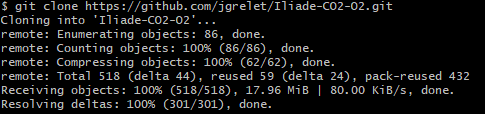 $ git clone https://github.com/jgrelet/Iliade-CO2-O2.git
Cloning into 'Iliade-CO2-O2'...
remote: Enumerating objects: 86, done.
remote: Counting objects: 100% (86/86), done.
remote: Compressing objects: 100% (62/62), done.
remote: Total 518 (delta 44), reused 59 (delta 24), pack-reused 432
Receiving objects: 100% (518/518), 17.96 MiB | 80.00 KiB/s, done.
Resolving deltas: 100% (301/301), done.